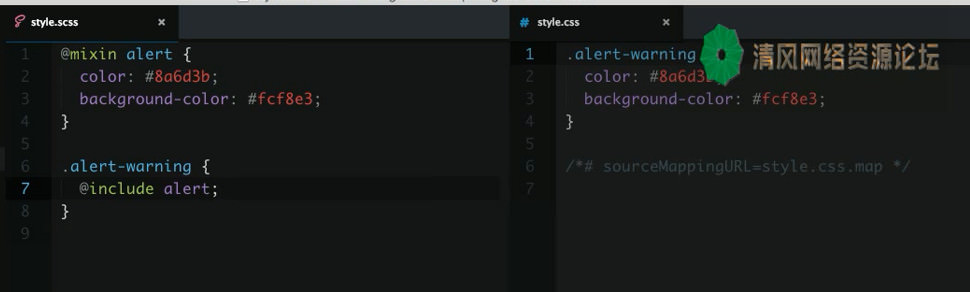 style.scss ×
1 @mixin alert {
2 color: #8a6d3b;
3 background-color: #fcf8e3;
4 }
5
6 .alert-warning {
7 @include alert;
8 }
9
style.css ×
1 .alert-warning
2 color: #8a6d3
3 background-color: #fcf8e3;
4 }
5
6 /*# sourceMappingURL=style.css.map */
7
清风网络资源论坛